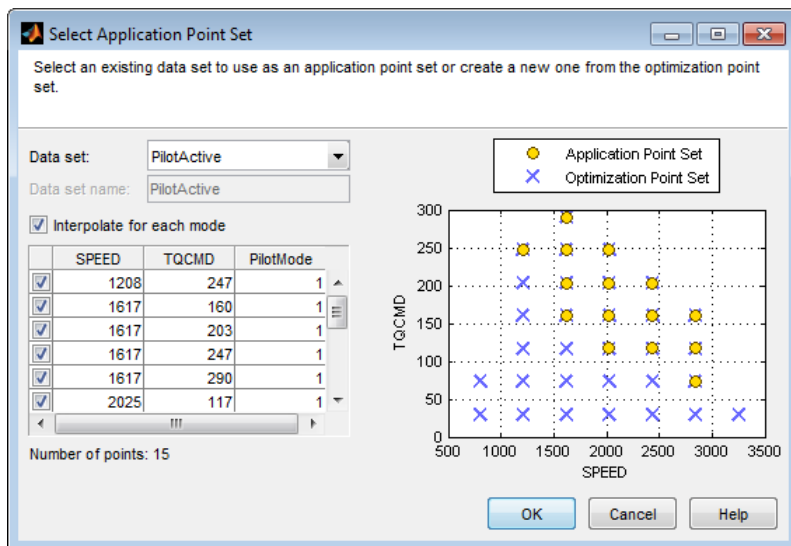 Select Application Point Set
Select an existing data set to use as an application point set or create a new one from the optimization point
set.
Data set: PilotActive
Data set name: PilotActive
Interpolate for each mode
SPEED TQCMD PilotMode
1208 247 1
1617 160 1
1617 203 1
1617 247 1
1617 290 1
2025 117 1
Number of points: 15
Application Point Set
Optimization Point Set
300
250
200
150
100
50
0
TQCMD
500 1000 1500 2000 2500 3000 3500
SPEED
OK Cancel Help